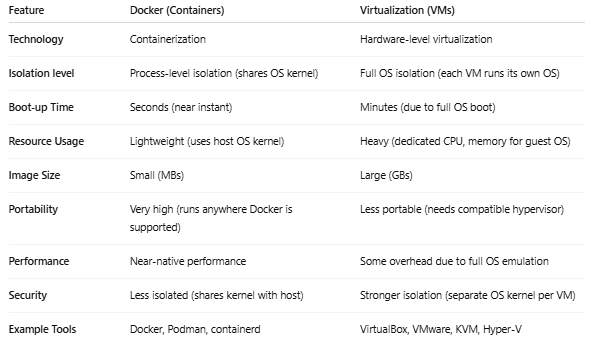 Feature Docker (Containers) Virtualization (VMs)
Technology Containerization Hardware-level virtualization
Isolation level Process-level isolation (shares OS kernel) Full OS isolation (each VM runs its own OS)
Boot-up Time Seconds (near instant) Minutes (due to full OS boot)
Resource Usage Lightweight (uses host OS kernel) Heavy (dedicated CPU, memory for guest OS)
Image Size Small (MBs) Large (GBs)
Portability Very high (runs anywhere Docker is Less portable (needs compatible hypervisor)
supported)
Performance Near-native performance Some overhead due to full OS emulation
Security Less isolated (shares kernel with host) Stronger isolation (separate OS kernel per VM)
Example Tools Docker, Podman, containerd VirtualBox, VMware, KVM, Hyper-V